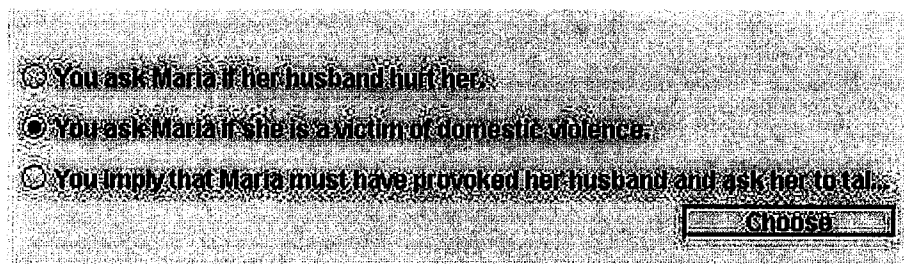 You ask Maria if her husband hurt her.
You ask Maria if she is a victim of domestic violence.
You imply that Maria must have provoked her husband and ask her to tal...
Choose